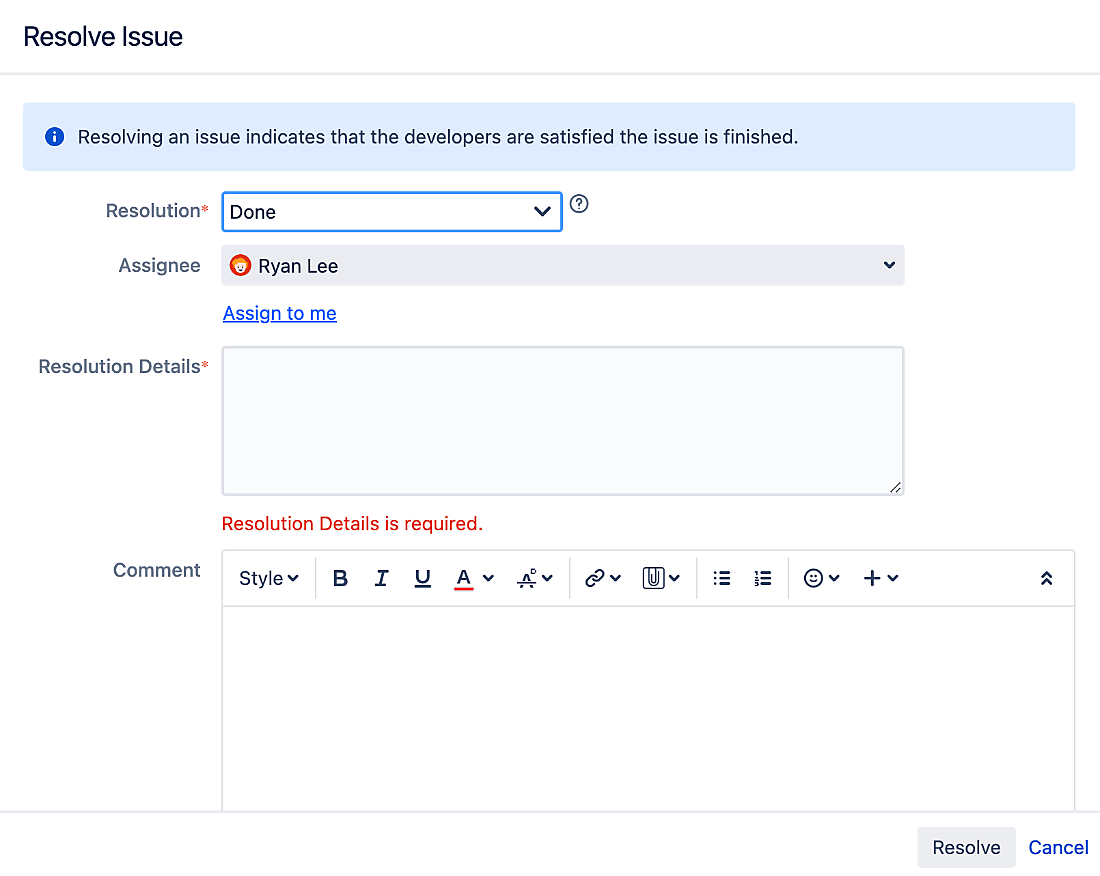 Resolve Issue
Resolving an issue indicates that the developers are satisfied the issue is finished.
Resolution* Done
Assignee Ryan Lee
Assign to me
Resolution Details*
Resolution Details is required.
Comment Style B I U A
Resolve Cancel